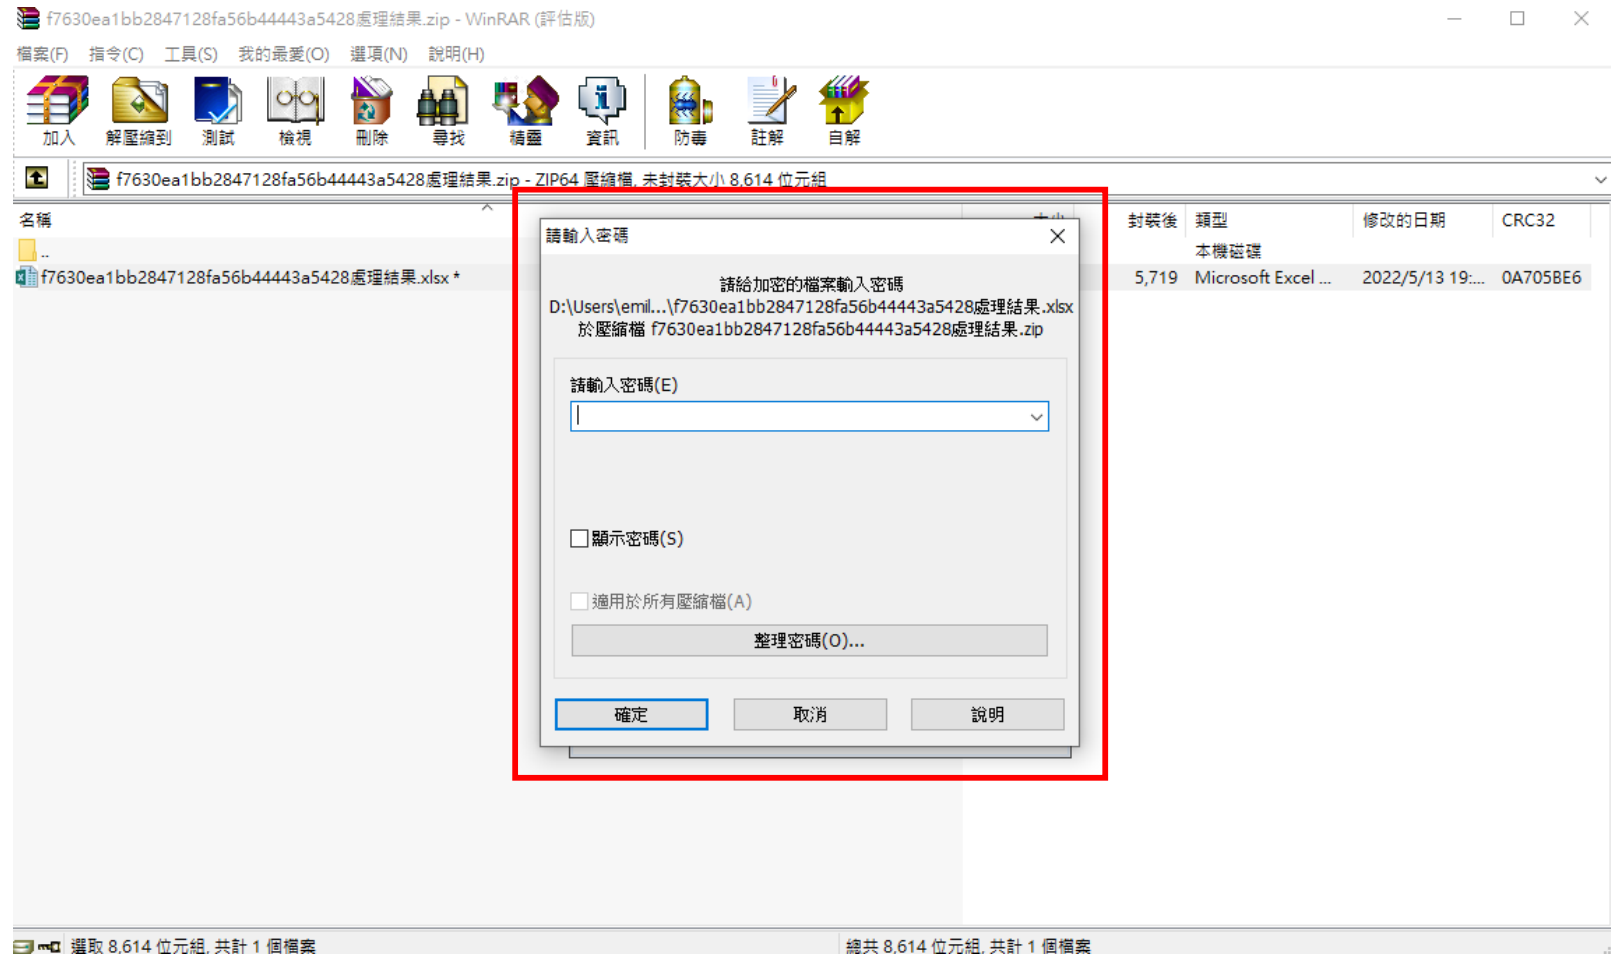 f7630ea1bb2847128fa56b44443a5428處理結果.zip - WinRAR (評估版)
檔案(F) 指令(C) 工具(S) 我的最愛(O) 選項(N) 說明(H)
加入 解壓縮到 測試 檢視 刪除 尋找 精靈 資訊 防毒 註解 自解
f7630ea1bb2847128fa56b44443a5428處理結果.zip - ZIP64 壓縮檔, 未封裝大小 8,614 位元組
名稱 大小 封裝後 類型 修改的日期 CRC32
.. 本機磁碟
f7630ea1bb2847128fa56b44443a5428處理結果.xlsx * 5,719 Microsoft Excel ... 2022/5/13 19:... 0A705BE6
請輸入密碼
請給加密的檔案輸入密碼
D:\Users\emil...\f7630ea1bb2847128fa56b44443a5428處理結果.xlsx
於壓縮檔 f7630ea1bb2847128fa56b44443a5428處理結果.zip
請輸入密碼(E)
顯示密碼(S)
適用於所有壓縮檔(A)
整理密碼(O)...
確定 取消 說明
選取 8,614 位元組, 共計 1 個檔案 總共 8,614 位元組, 共計 1 個檔案